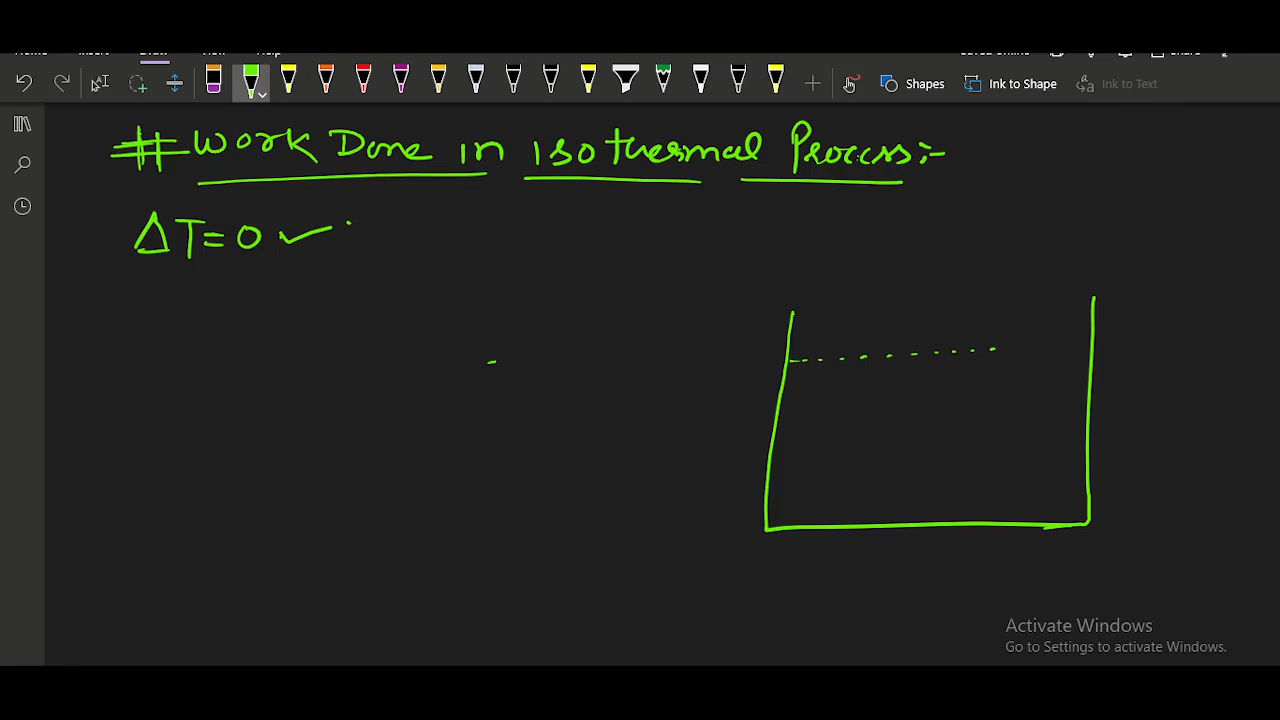 Shapes
Ink to Shape
Ink to Text
# Work Done in isothermal Process:-
ΔT=0 ✓
Activate Windows
Go to Settings to activate Windows.